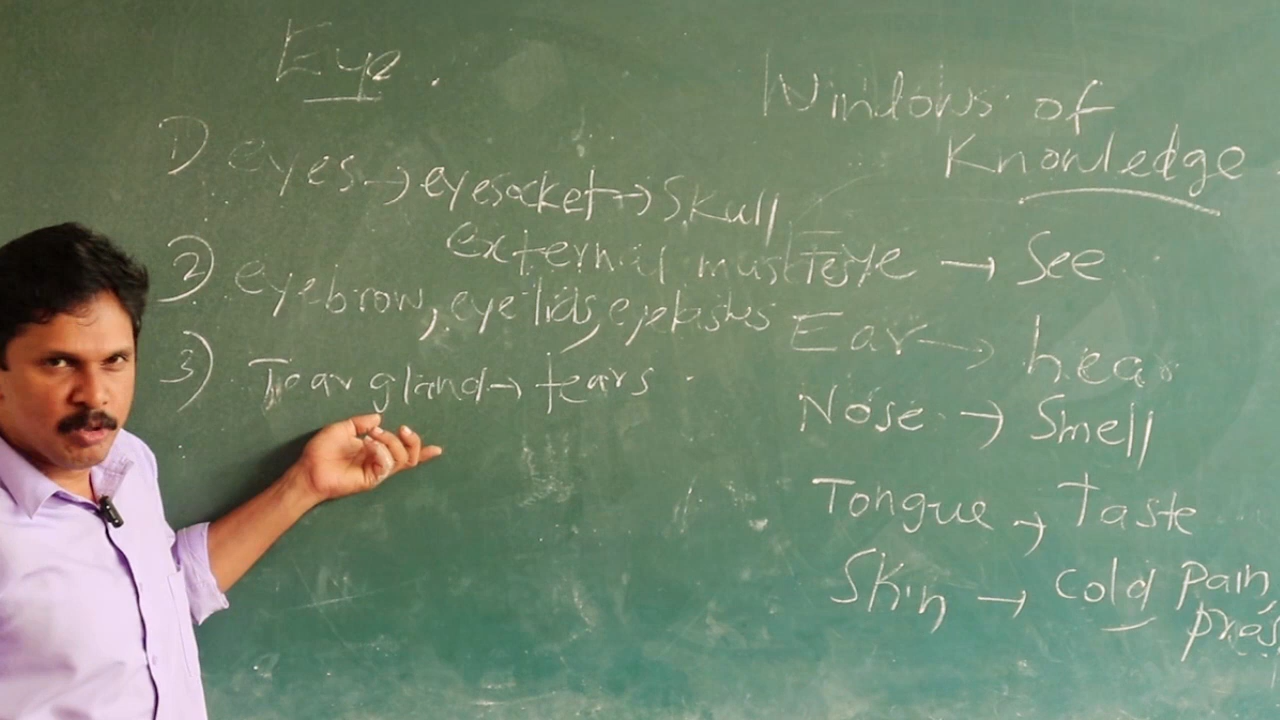 Eye.
1) eyes → eyesocket → Skull
external
2) eyebrow, eyelids, eyelashes
3) Tear gland → tears
Windows of
Knowledge
Eye → See
Ear → hear
Nose → Smell
Tongue → Taste
Skin → Cold Pain,